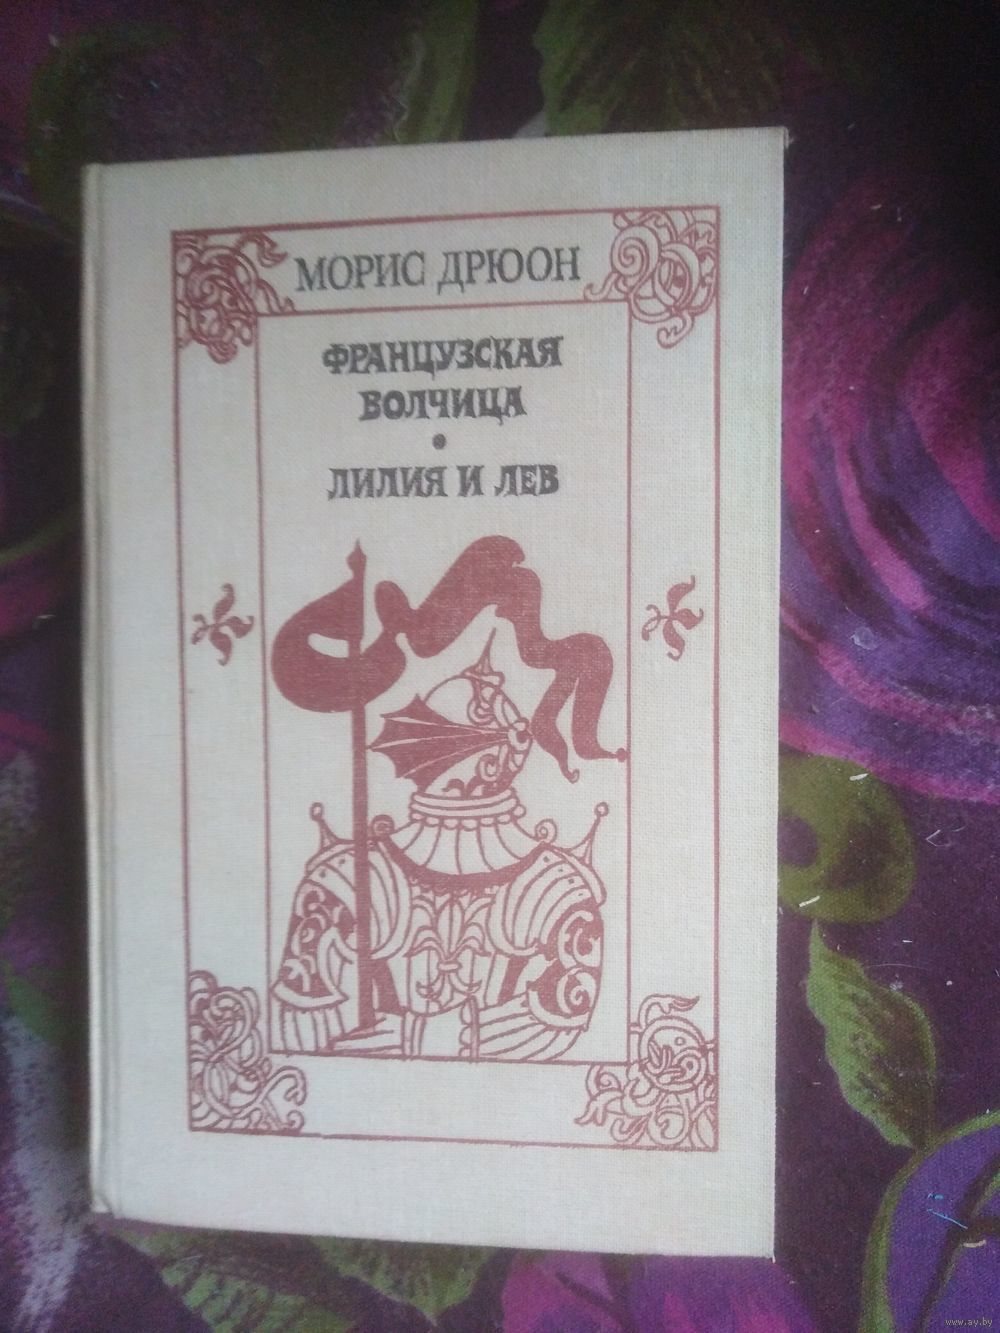 МОРИС ДРЮОН
ФРАНЦУЗСКАЯ
ВОЛЧИЦА
•
ЛИЛИЯ И ЛЕВ
www.ay.by